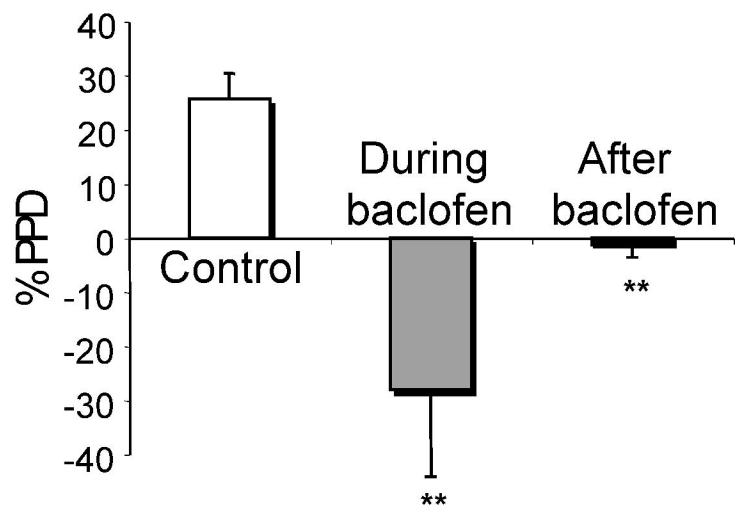 40
30
20
10
0
-10
-20
-30
-40
%PPD
Control
During
baclofen
After
baclofen
**
**